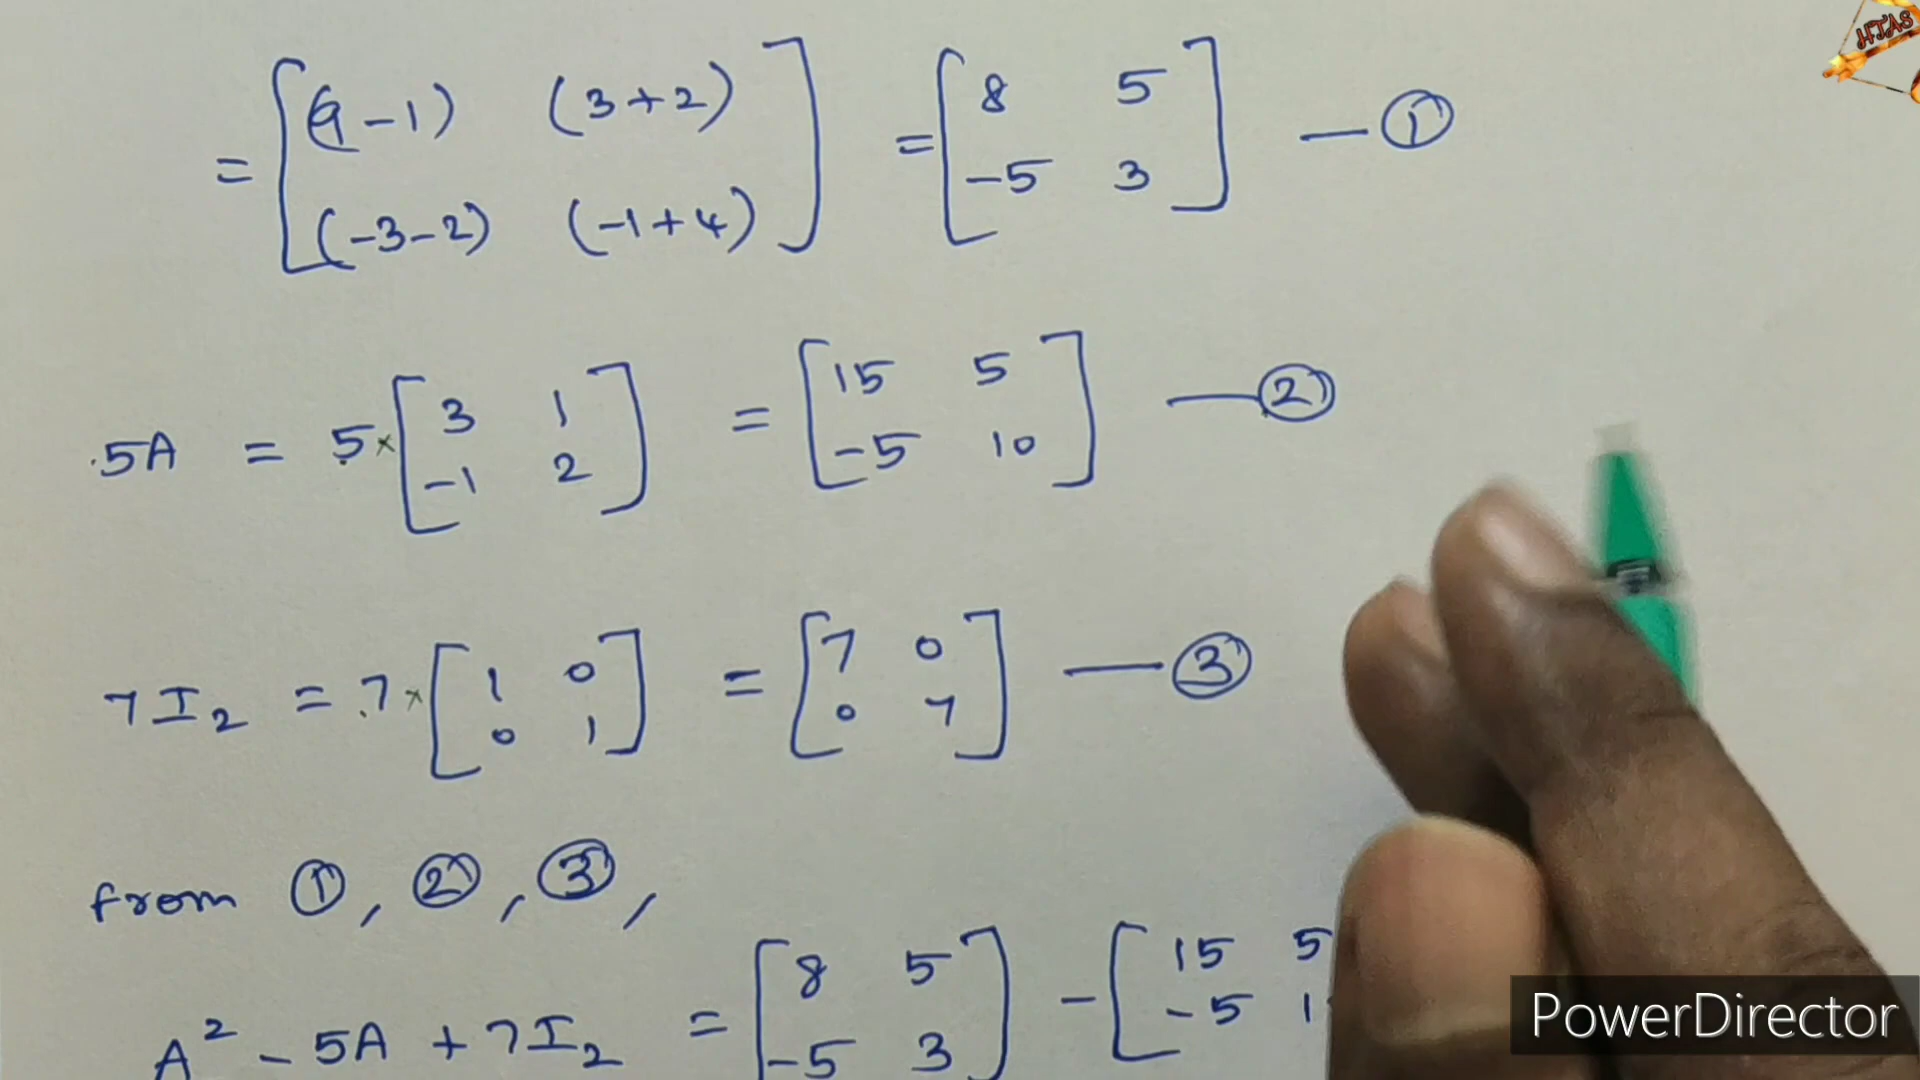 HTAS
= [(9-1) (3+2)] = [8 5] — ①
[(-3-2) (-1+4)] [-5 3]
5A = 5×[3 1] = [15 5] — ②
[-1 2] [-5 10]
7I₂ = 7×[1 0] = [7 0] — ③
[0 1] [0 7]
from ①, ②, ③,
A² - 5A + 7I₂ = [8 5] - [15 5
[-5 3] [-5 1
PowerDirector